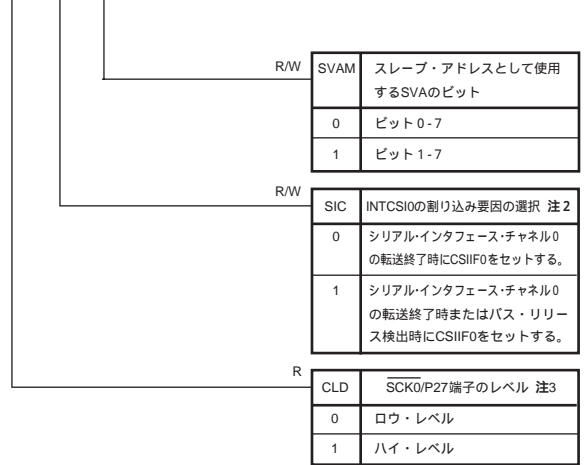 R/W SVAM スレーブ・アドレスとして使用
するSVAのビット
0 ビット0-7
1 ビット1-7
R/W SIC INTCSI0の割り込み要因の選択 注2
0 シリアル・インタフェース・チャネル0
の転送終了時にCSIIF0をセットする。
1 シリアル・インタフェース・チャネル0
の転送終了時またはバス・リリー
ス検出時にCSIIF0をセットする。
R CLD SCK0/P27端子のレベル 注3
0 ロウ・レベル
1 ハイ・レベル